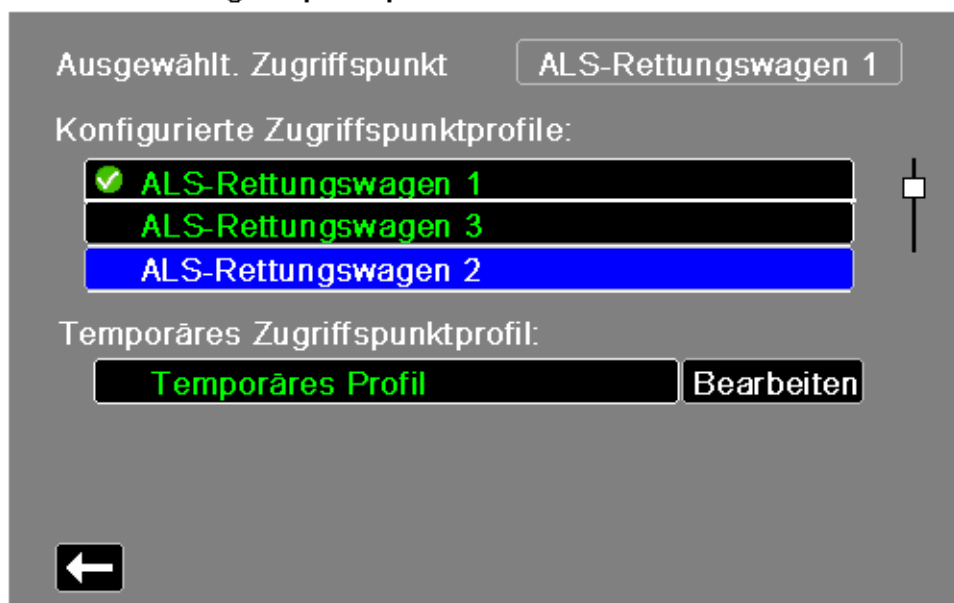 Ausgewählt. Zugriffspunkt ALS-Rettungswagen 1
Konfigurierte Zugriffspunktprofile:
ALS-Rettungswagen 1
ALS-Rettungswagen 3
ALS-Rettungswagen 2
Temporäres Zugriffspunktprofil:
Temporäres Profil Bearbeiten